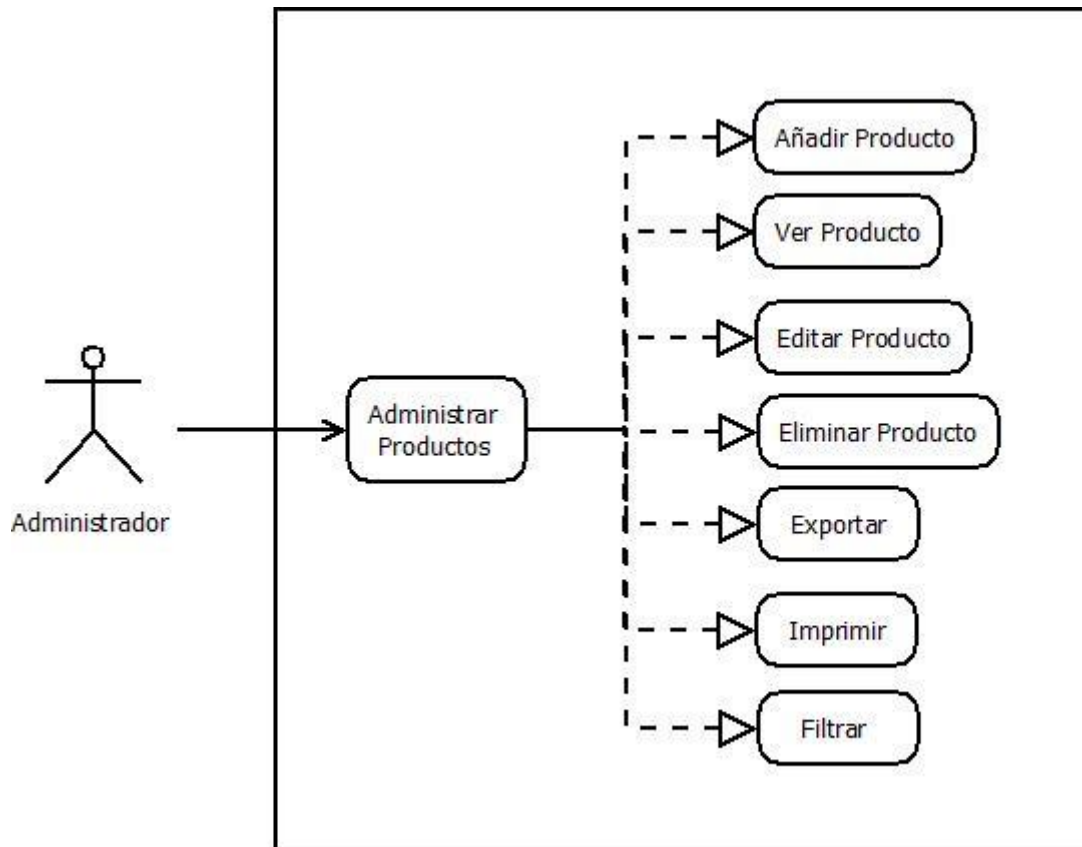 Añadir Producto
Ver Producto
Editar Producto
Administrar
Productos
Eliminar Producto
Administrador
Exportar
Imprimir
Filtrar